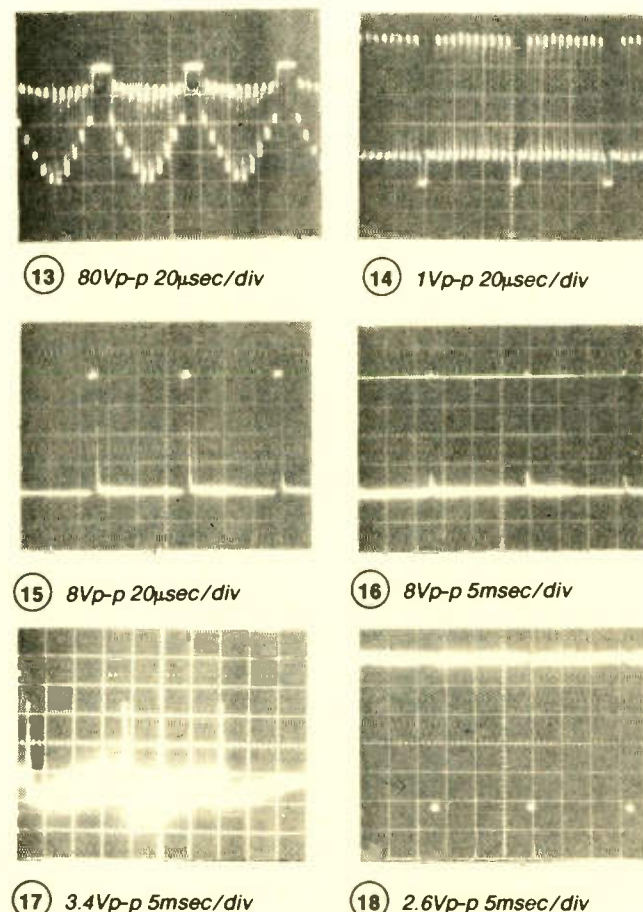 13 80Vp-p 20μsec/div
14 1Vp-p 20μsec/div
15 8Vp-p 20μsec/div
16 8Vp-p 5msec/div
17 3.4Vp-p 5msec/div
18 2.6Vp-p 5msec/div